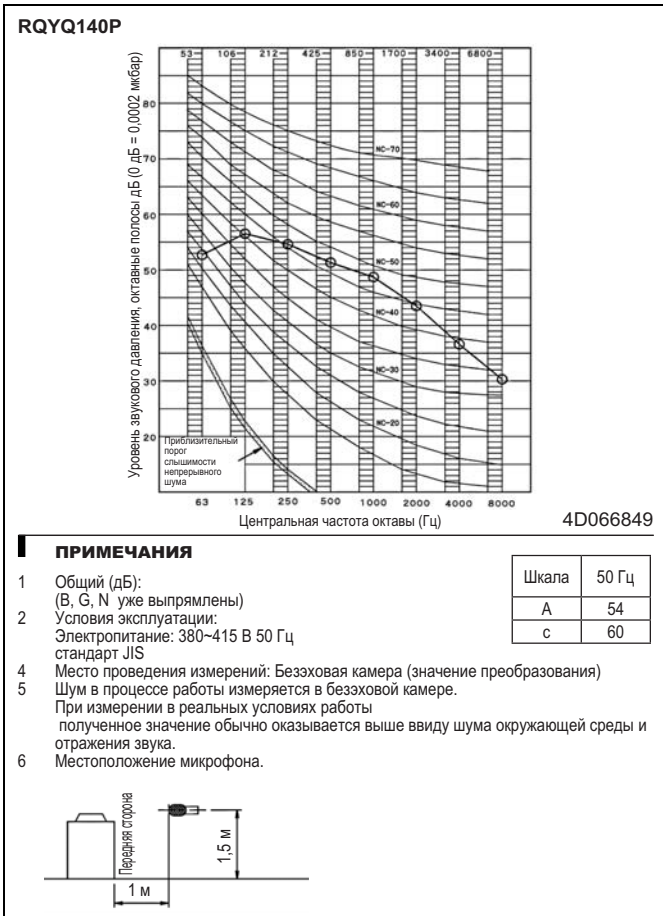 RQYQ140P
53 106 212 425 850 1700 3400 6800
Уровень звукового давления, октавные полосы дБ (0 дБ = 0,0002 мкбар)
80
70
60
50
40
30
20
NC-70
NC-60
NC-50
NC-40
NC-30
NC-20
Приблизительный
порог
слышимости
непрерывного
шума
63 125 250 500 1000 2000 4000 8000
Центральная частота октавы (Гц)
4D066849
ПРИМЕЧАНИЯ
1 Общий (дБ):
(B, G, N уже выпрямлены)
2 Условия эксплуатации:
Электропитание: 380~415 В 50 Гц
стандарт JIS
Шкала 50 Гц
A 54
c 60
4 Место проведения измерений: Безэховая камера (значение преобразования)
5 Шум в процессе работы измеряется в безэховой камере.
При измерении в реальных условиях работы
полученное значение обычно оказывается выше ввиду шума окружающей среды и
отражения звука.
6 Местоположение микрофона.
Передняя сторона
1,5 м
1 м